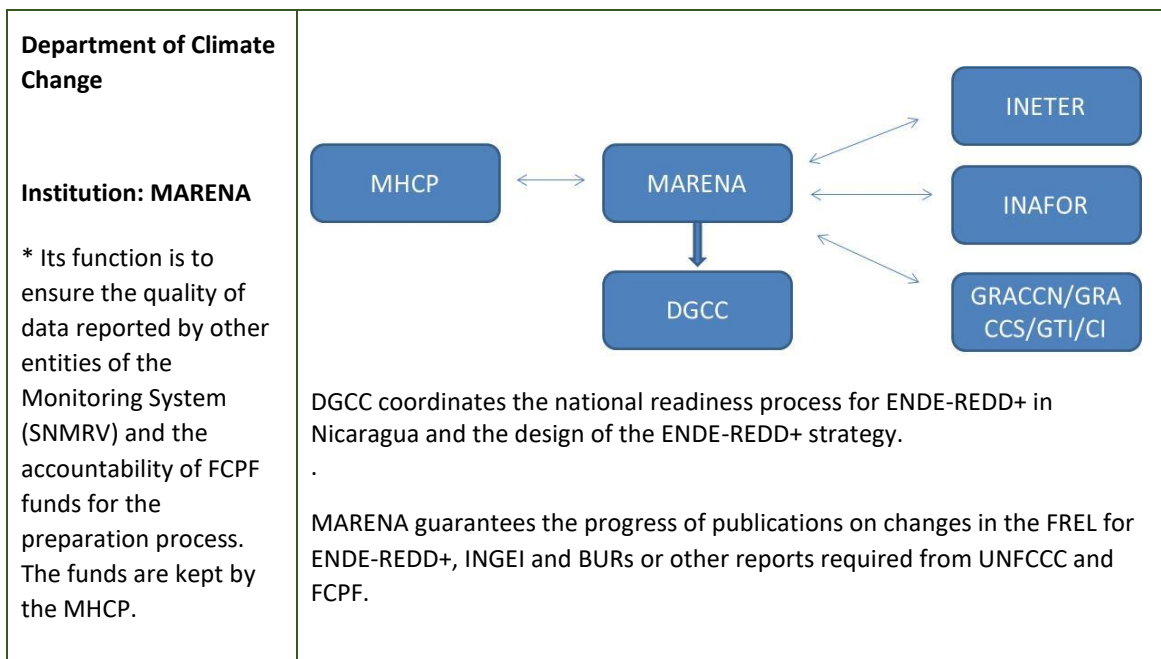 Department of Climate
Change
Institution: MARENA
* Its function is to
ensure the quality of
data reported by other
entities of the
Monitoring System
(SNMRV) and the
accountability of FCPF
funds for the
preparation process.
The funds are kept by
the MHCP.
MHCP
MARENA
DGCC
INETER
INAFOR
GRACCN/GRA
CCS/GTI/CI
DGCC coordinates the national readiness process for ENDE-REDD+ in
Nicaragua and the design of the ENDE-REDD+ strategy.
.
MARENA guarantees the progress of publications on changes in the FREL for
ENDE-REDD+, INGEI and BURs or other reports required from UNFCCC and
FCPF.